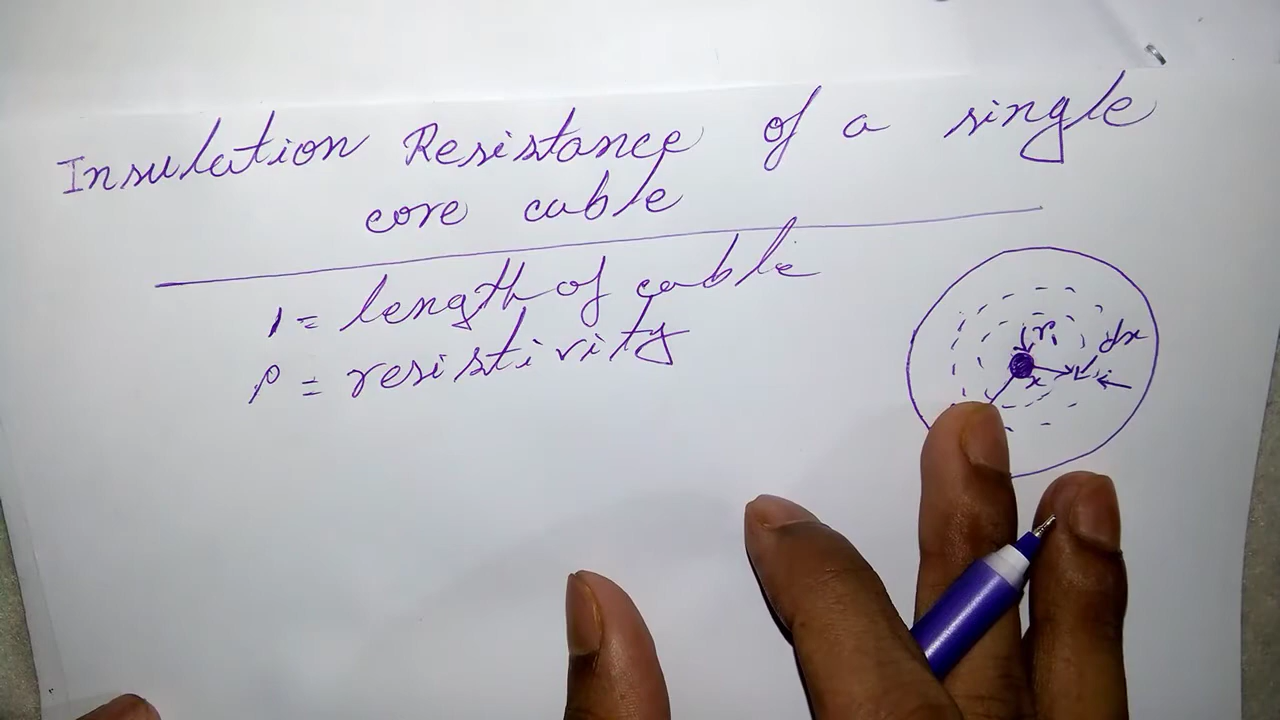 Insulation Resistance of a single
core cable
l = length of cable
ρ = resistivity
r₁
dx
x